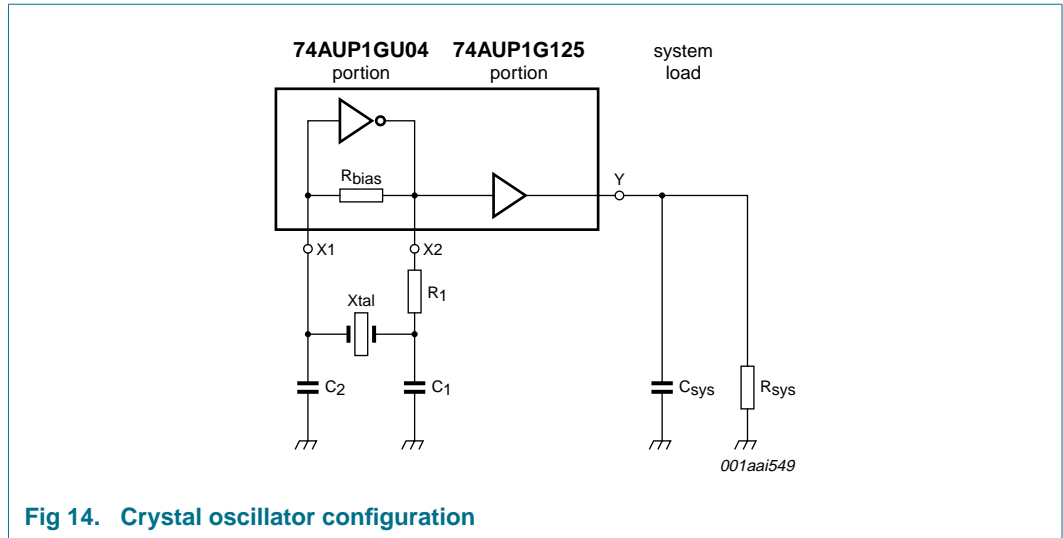 74AUP1GU04 74AUP1G125 system
portion portion load
Rbias
Y
X1 X2
R1
Xtal
C2 C1 Csys Rsys
001aai549
Fig 14. Crystal oscillator configuration